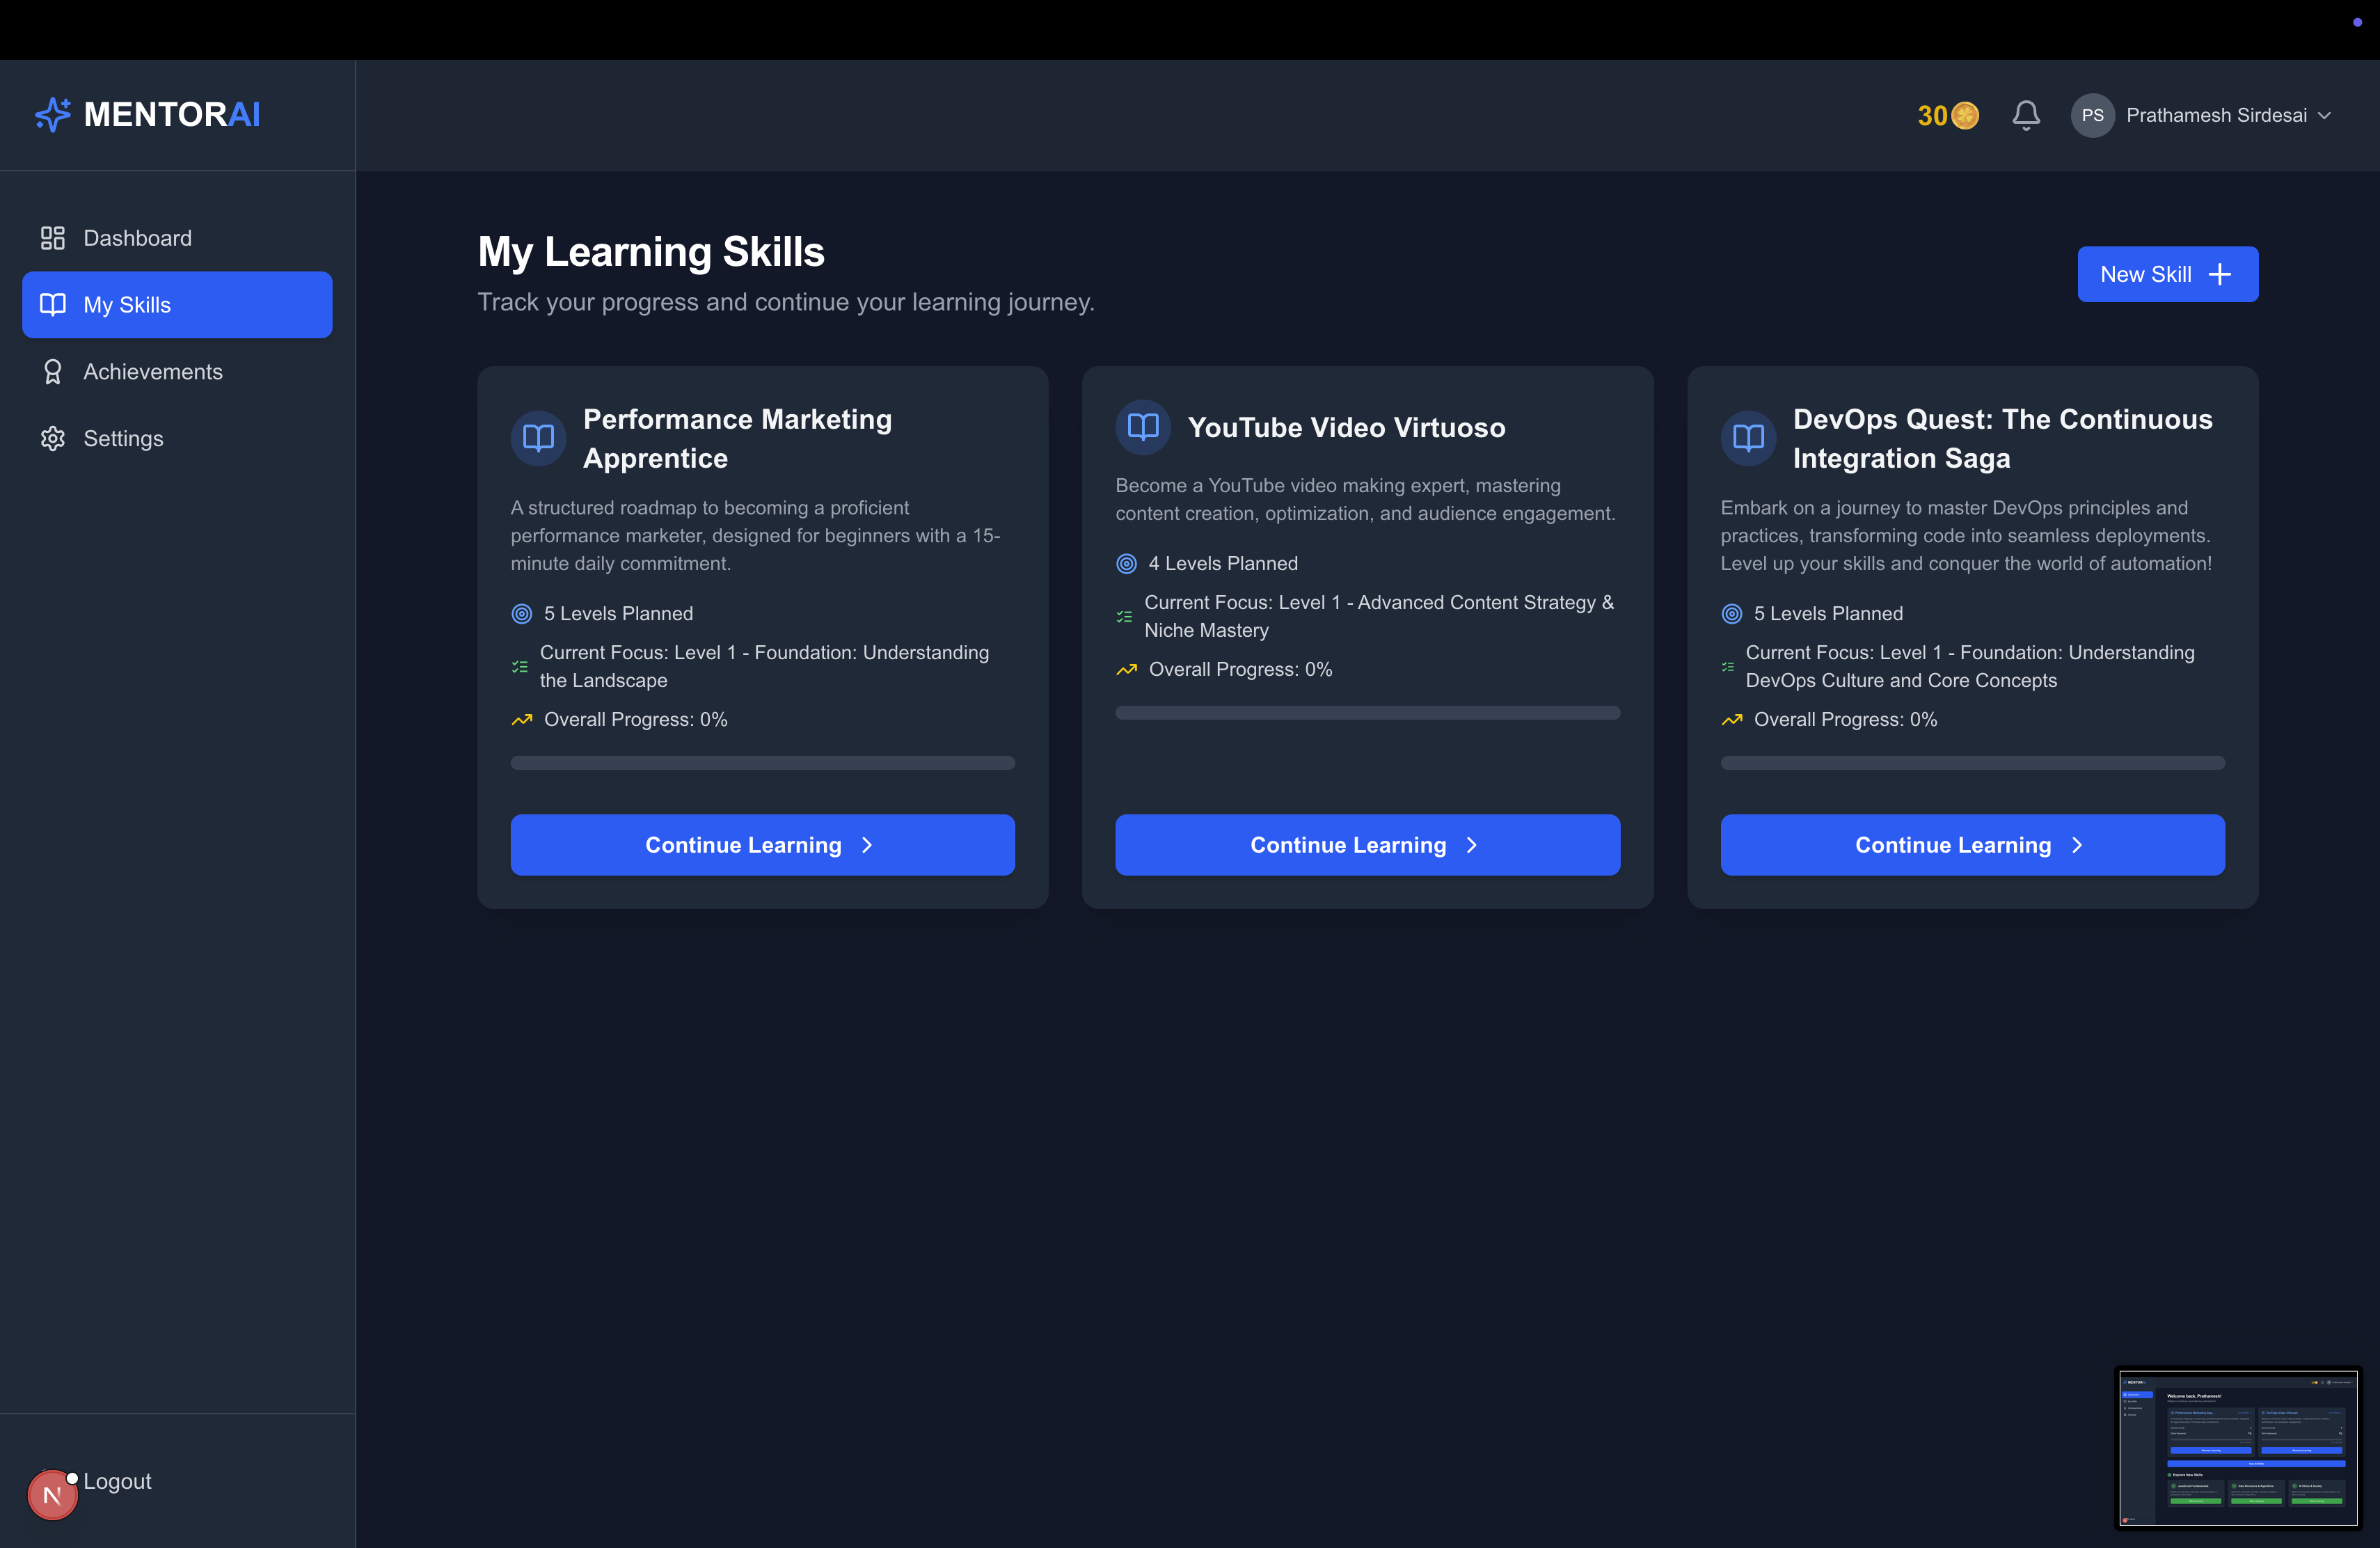 MENTORAI
30
PS
Prathamesh Sirdesai
Dashboard
My Skills
Achievements
Settings
My Learning Skills
Track your progress and continue your learning journey.
New Skill
Performance Marketing
Apprentice
A structured roadmap to becoming a proficient
performance marketer, designed for beginners with a 15-
minute daily commitment.
5 Levels Planned
Current Focus: Level 1 - Foundation: Understanding
the Landscape
Overall Progress: 0%
Continue Learning
YouTube Video Virtuoso
Become a YouTube video making expert, mastering
content creation, optimization, and audience engagement.
4 Levels Planned
Current Focus: Level 1 - Advanced Content Strategy &
Niche Mastery
Overall Progress: 0%
Continue Learning
DevOps Quest: The Continuous
Integration Saga
Embark on a journey to master DevOps principles and
practices, transforming code into seamless deployments.
Level up your skills and conquer the world of automation!
5 Levels Planned
Current Focus: Level 1 - Foundation: Understanding
DevOps Culture and Core Concepts
Overall Progress: 0%
Continue Learning
N
Logout
Welcome back, Prathamesh!
Explore New Skills